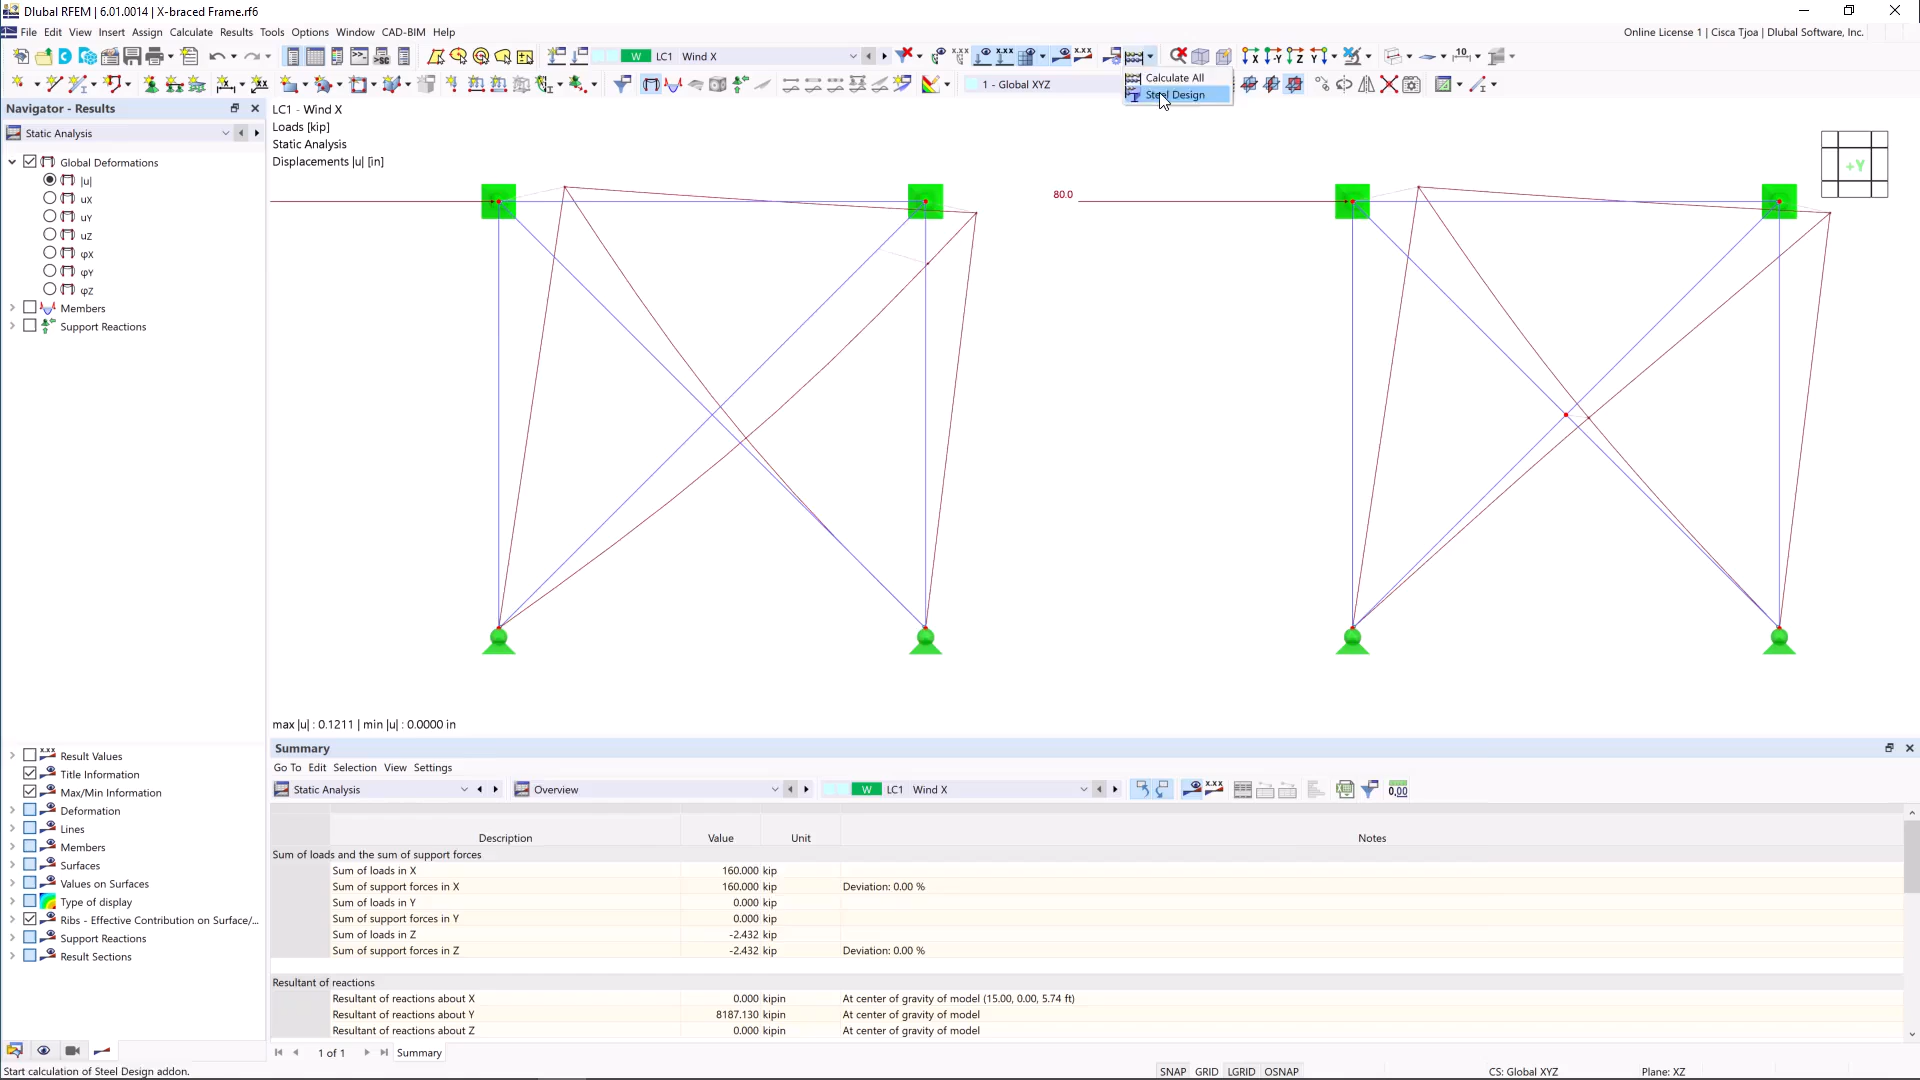 Dlubal RFEM | 6.01.0014 | X-braced Frame.rf6
File Edit View Insert Assign Calculate Results Tools Options Window CAD-BIM Help
Online License 1 | Cisca Tjoa | Dlubal Software, Inc.
W LC1 Wind X
1 - Global XYZ
Calculate All
Steel Design
Navigator - Results
Static Analysis
Global Deformations
|u|
uX
uY
uZ
φX
φY
φZ
Members
Support Reactions
LC1 - Wind X
Loads [kip]
Static Analysis
Displacements |u| [in]
80.0
+Y
max |u| : 0.1211 | min |u| : 0.0000 in
Result Values
Title Information
Max/Min Information
Deformation
Lines
Members
Surfaces
Values on Surfaces
Type of display
Ribs - Effective Contribution on Surface/...
Support Reactions
Result Sections
Summary
Go To Edit Selection View Settings
Static Analysis Overview W LC1 Wind X
Description Value Unit Notes
Sum of loads and the sum of support forces
Sum of loads in X 160.000 kip
Sum of support forces in X 160.000 kip Deviation: 0.00 %
Sum of loads in Y 0.000 kip
Sum of support forces in Y 0.000 kip
Sum of loads in Z -2.432 kip
Sum of support forces in Z -2.432 kip Deviation: 0.00 %
Resultant of reactions
Resultant of reactions about X 0.000 kipin At center of gravity of model (15.00, 0.00, 5.74 ft)
Resultant of reactions about Y 8187.130 kipin At center of gravity of model
Resultant of reactions about Z 0.000 kipin At center of gravity of model
1 of 1 Summary
Start calculation of Steel Design addon.
SNAP GRID LGRID OSNAP CS: Global XYZ Plane: XZ